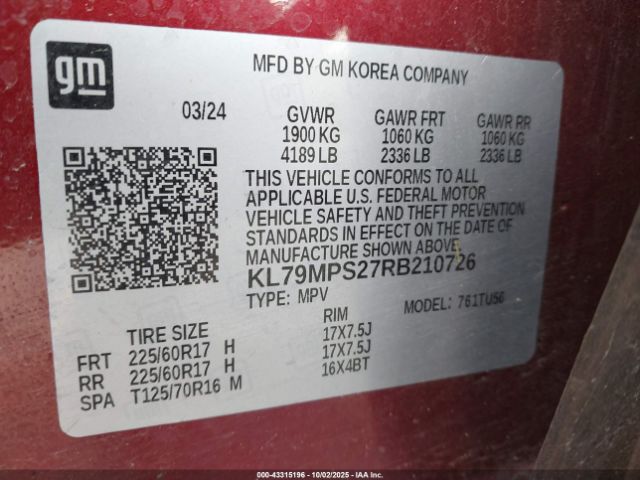 gm
MFD BY GM KOREA COMPANY
03/24 GVWR GAWR FRT GAWR RR
1900 KG 1060 KG 1060 KG
4189 LB 2336 LB 2336 LB
THIS VEHICLE CONFORMS TO ALL
APPLICABLE U.S. FEDERAL MOTOR
VEHICLE SAFETY AND THEFT PREVENTION
STANDARDS IN EFFECT ON THE DATE OF
MANUFACTURE SHOWN ABOVE.
KL79MPS27RB210726
TYPE: MPV MODEL: 761TU56
TIRE SIZE RIM
FRT 225/60R17 H 17X7.5J
RR 225/60R17 H 17X7.5J
SPA T125/70R16 M 16X4BT
000-43315196 - 10/02/2025 - IAA Inc.